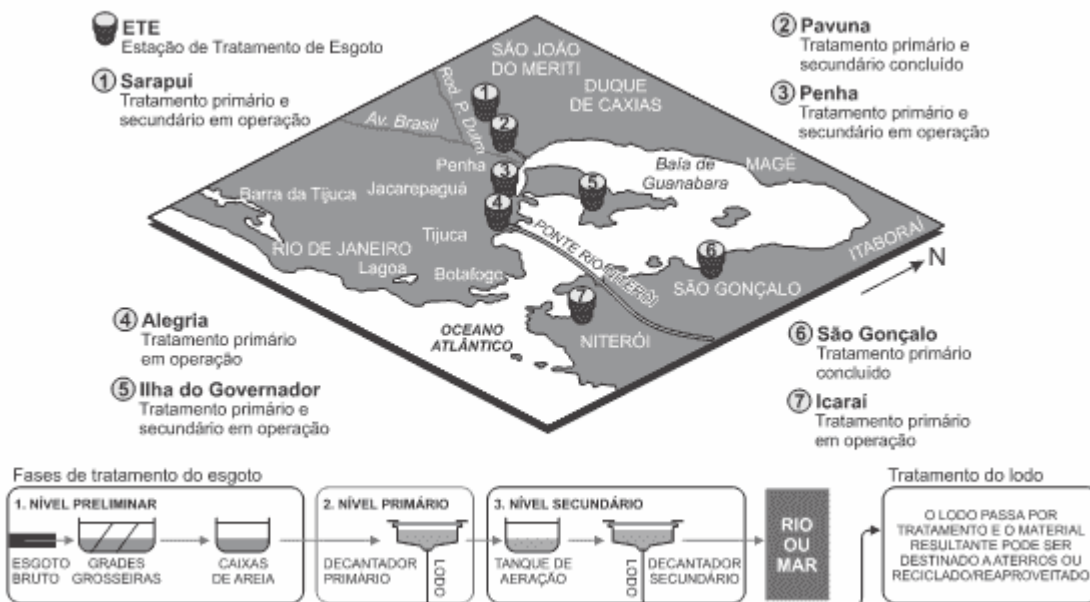 ETE
Estação de Tratamento de Esgoto
1 Sarapuí
Tratamento primário e
secundário em operação
2 Pavuna
Tratamento primário e
secundário concluído
3 Penha
Tratamento primário e
secundário em operação
SÃO JOÃO
DO MERITI
DUQUE
DE CAXIAS
Rod. P. Dutra
Av. Brasil
1
2
Penha
3
Baía de
Guanabara
MAGÉ
Barra da Tijuca
Jacarepaguá
5
4
ITABORAÍ
Tijuca
PONTE RIO NITERÓI
6
N
RIO DE JANEIRO
Lagoa
Botafogo
SÃO GONÇALO
7
OCEANO
ATLÂNTICO
NITERÓI
4 Alegria
Tratamento primário
em operação
5 Ilha do Governador
Tratamento primário e
secundário em operação
6 São Gonçalo
Tratamento primário
concluído
7 Icaraí
Tratamento primário
em operação
Fases de tratamento do esgoto
1. NÍVEL PRELIMINAR
ESGOTO
BRUTO
GRADES
GROSSEIRAS
CAIXAS
DE AREIA
2. NÍVEL PRIMÁRIO
DECANTADOR
PRIMÁRIO
LODO
3. NÍVEL SECUNDÁRIO
TANQUE DE
AERAÇÃO
LODO
DECANTADOR
SECUNDÁRIO
RIO
OU
MAR
Tratamento do lodo
O LODO PASSA POR
TRATAMENTO E O MATERIAL
RESULTANTE PODE SER
DESTINADO A ATERROS OU
RECICLADO/REAPROVEITADO